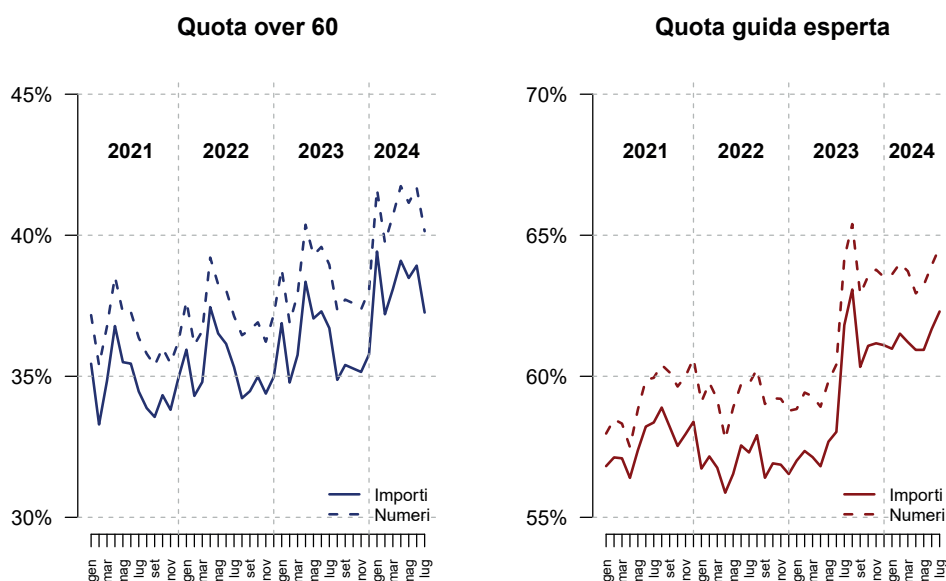 Quota over 60
45%
40%
35%
30%
2021
2022
2023
2024
Importi
Numeri
gen
mar
mag
lug
set
nov
gen
mar
mag
lug
set
nov
gen
mar
mag
lug
set
nov
gen
mar
mag
lug
Quota guida esperta
70%
65%
60%
55%
2021
2022
2023
2024
Importi
Numeri
gen
mar
mag
lug
set
nov
gen
mar
mag
lug
set
nov
gen
mar
mag
lug
set
nov
gen
mar
mag
lug